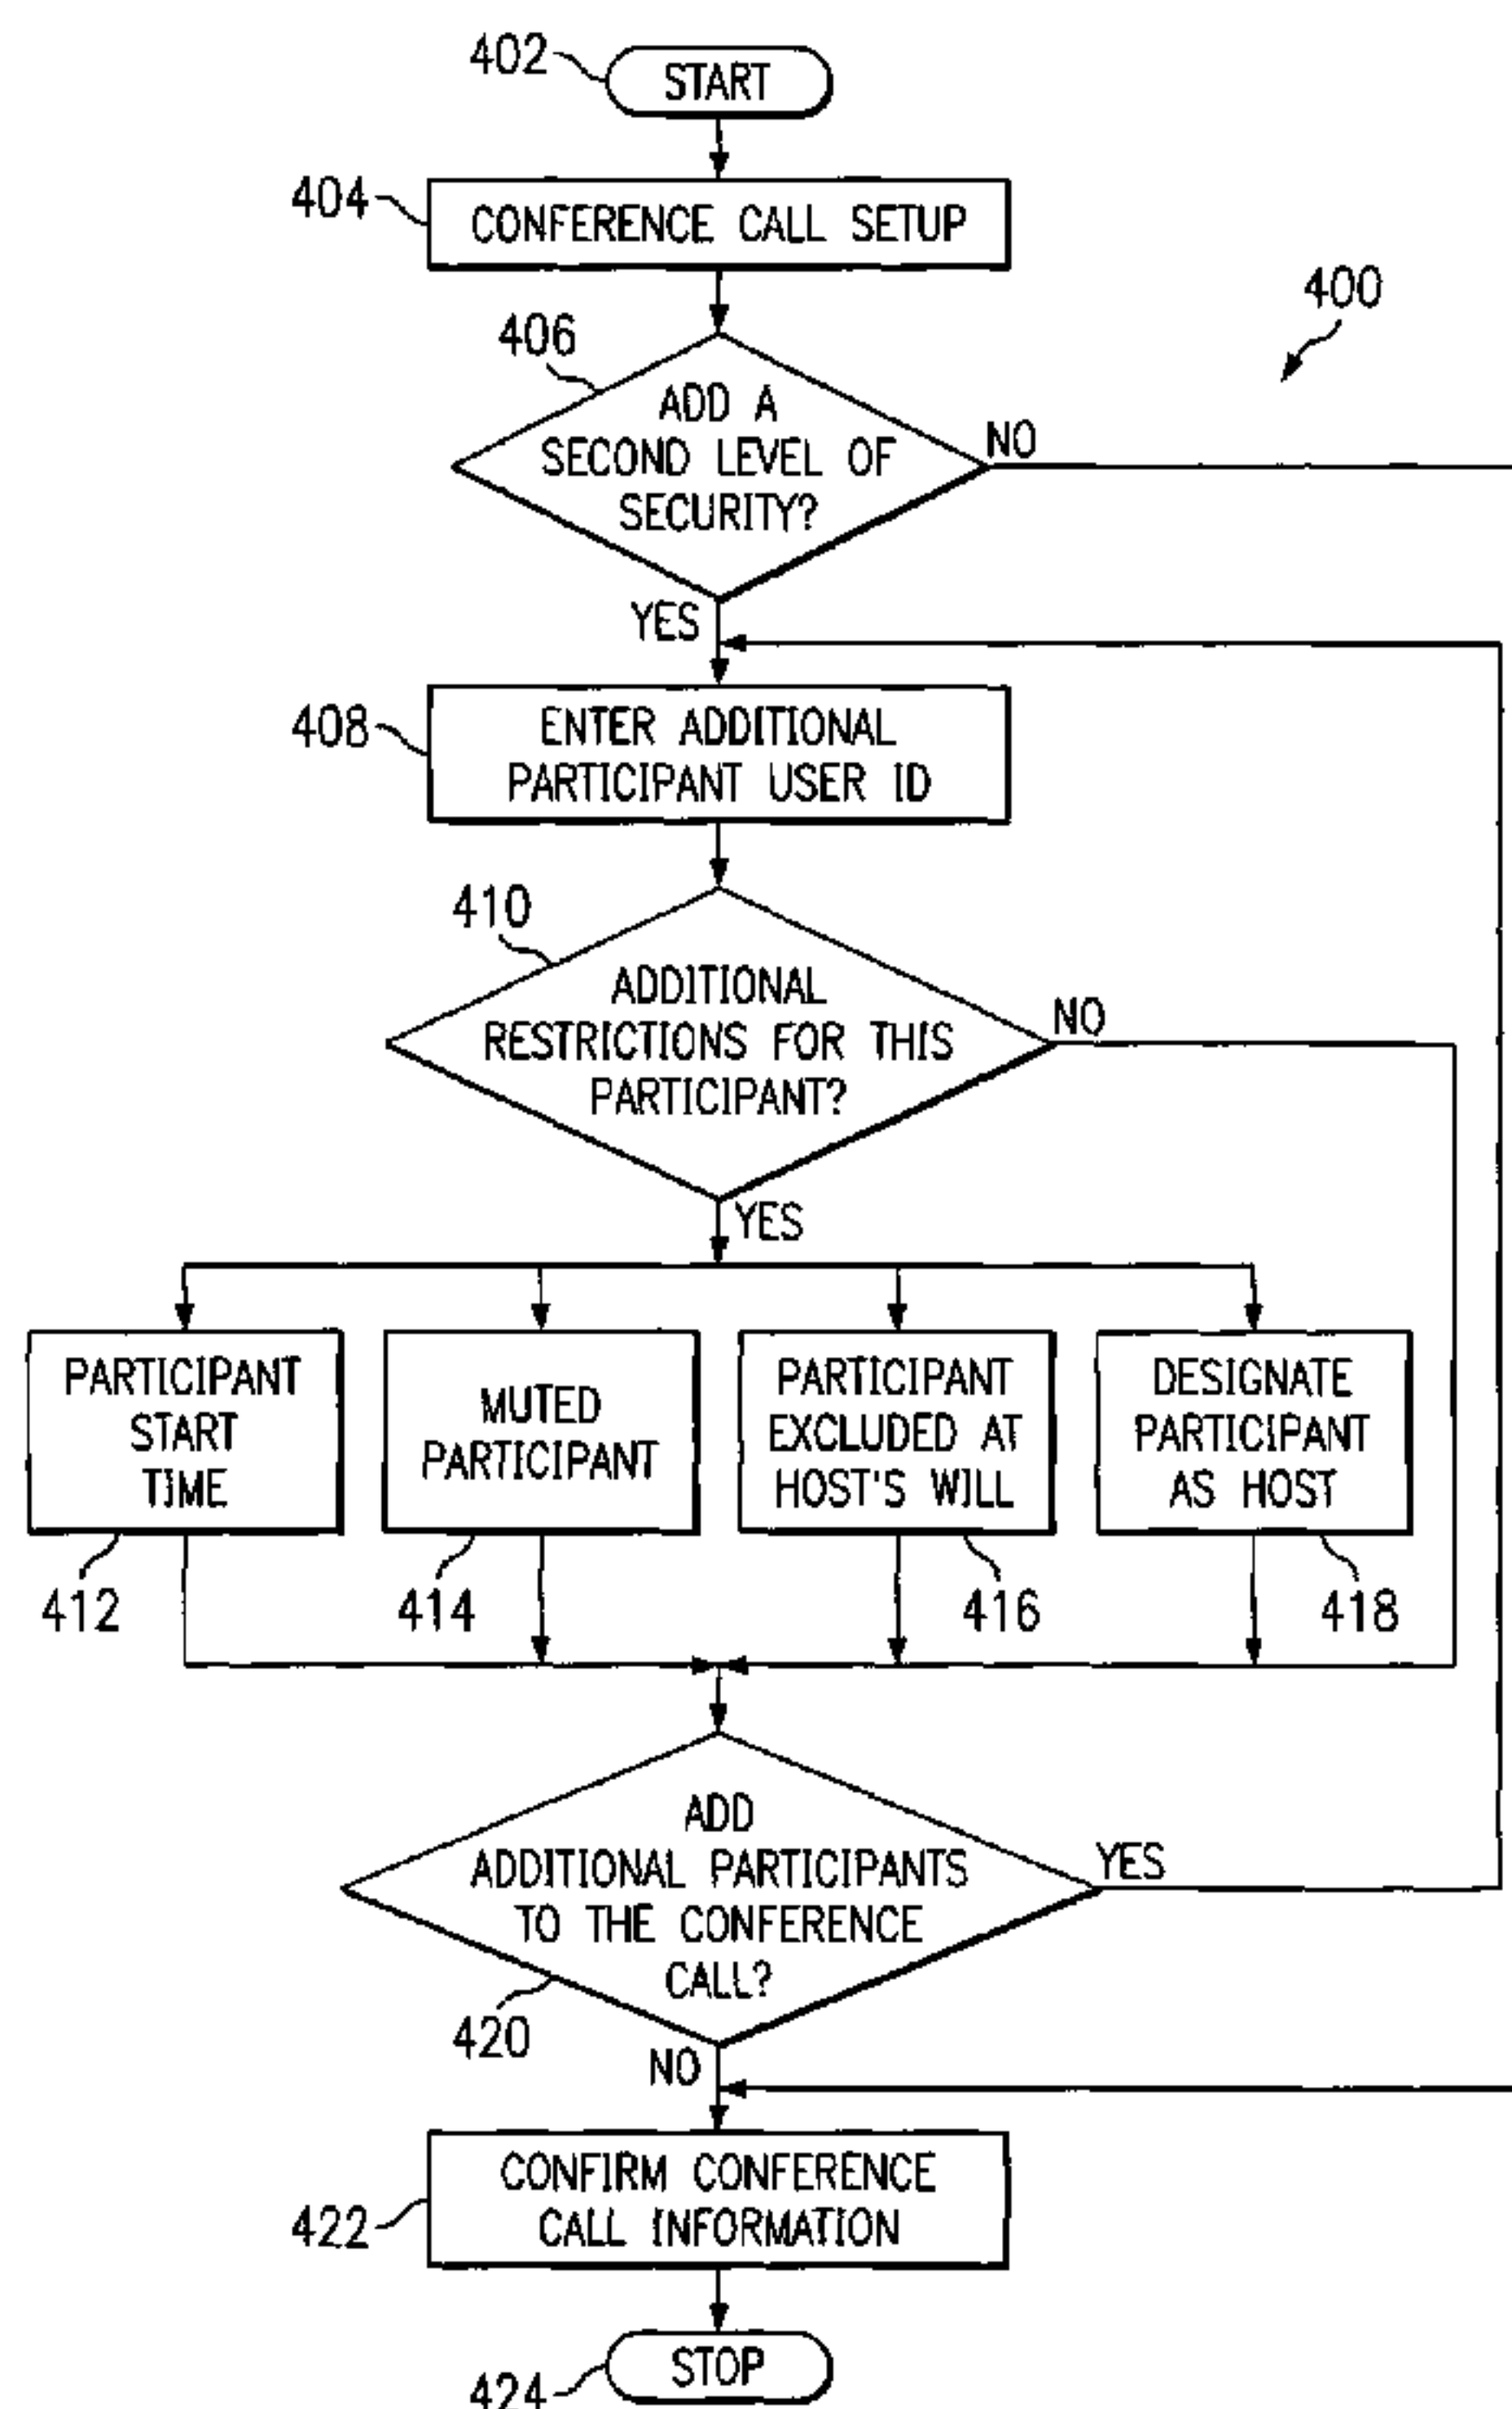 402
START
404
CONFERENCE CALL SETUP
400
406
ADD A
SECOND LEVEL OF
SECURITY?
NO
YES
408
ENTER ADDITIONAL
PARTICIPANT USER ID
410
ADDITIONAL
RESTRICTIONS FOR THIS
PARTICIPANT?
NO
YES
PARTICIPANT
START
TIME
MUTED
PARTICIPANT
PARTICIPANT
EXCLUDED AT
HOST'S WILL
DESIGNATE
PARTICIPANT
AS HOST
412
414
416
418
ADD
ADDITIONAL PARTICIPANTS
TO THE CONFERENCE
CALL?
YES
420
NO
CONFIRM CONFERENCE
CALL INFORMATION
422
STOP
424